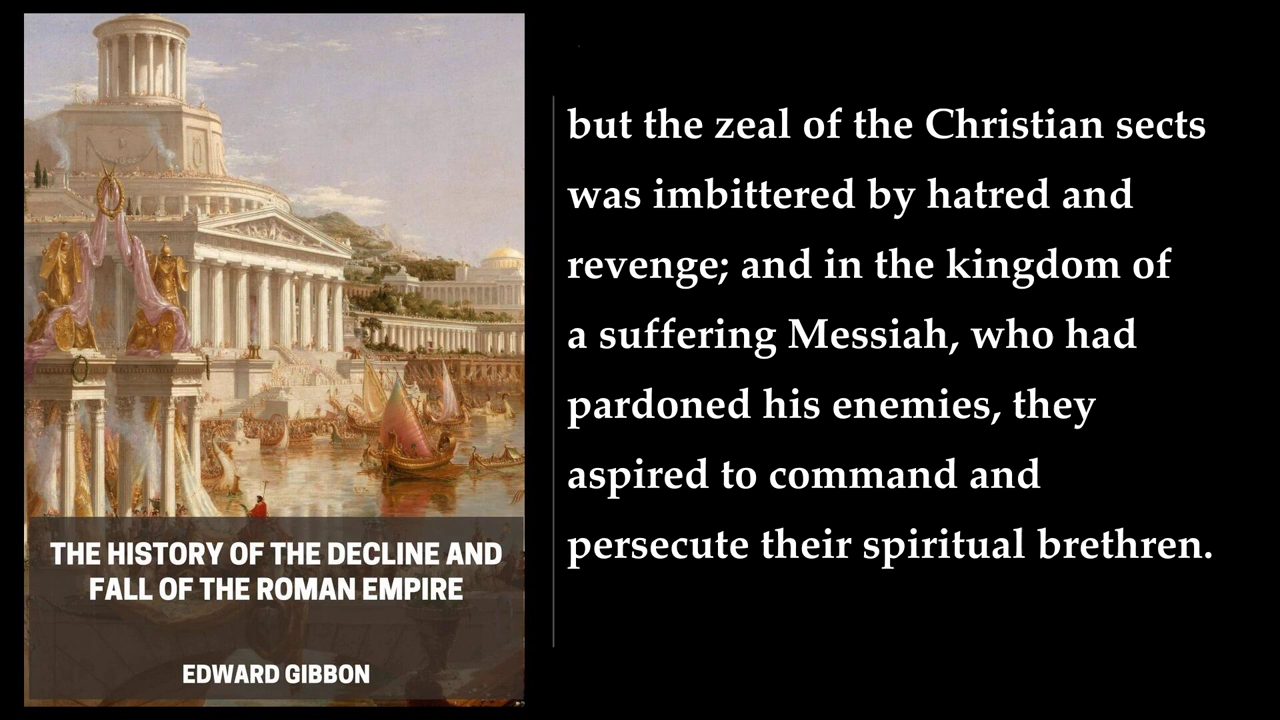 THE HISTORY OF THE DECLINE AND
FALL OF THE ROMAN EMPIRE
EDWARD GIBBON
but the zeal of the Christian sects
was imbittered by hatred and
revenge; and in the kingdom of
a suffering Messiah, who had
pardoned his enemies, they
aspired to command and
persecute their spiritual brethren.